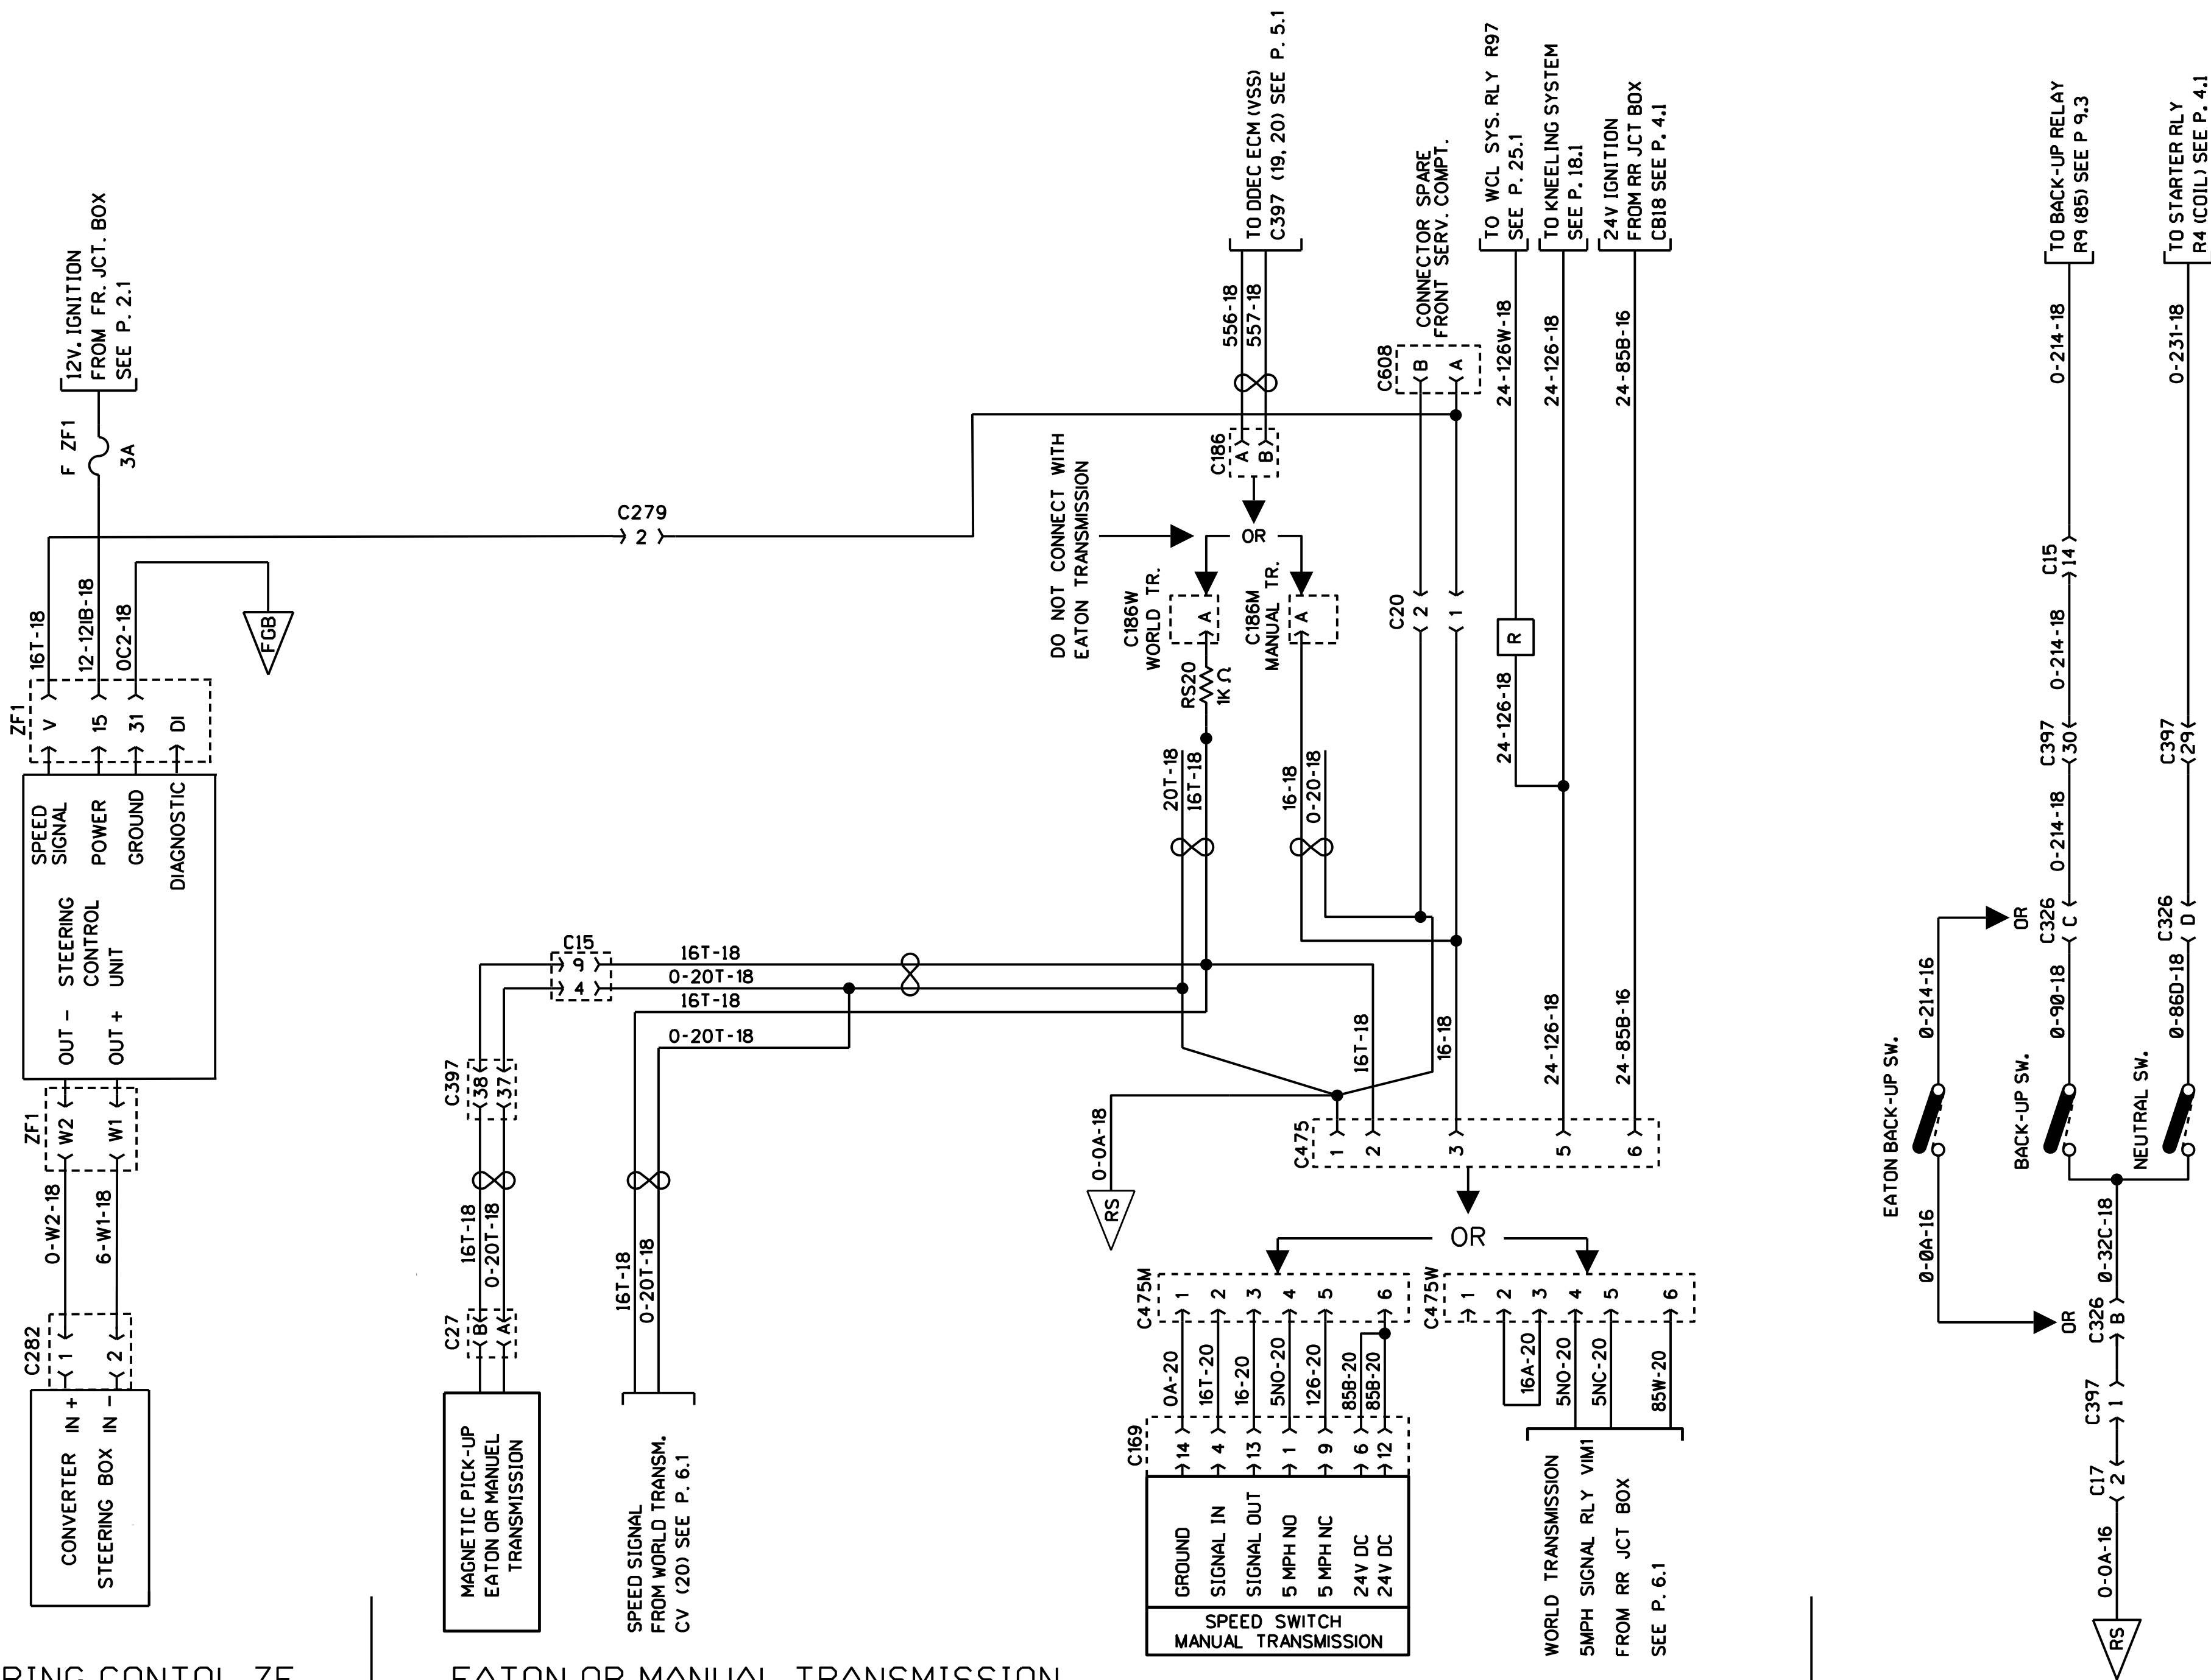 12V. IGNITION
FROM FR. JCT. BOX
SEE P. 2.1
F ZF1
3A
16T-18
12-12IB-18
0C2-18
FGB
ZF1
V
15
31
DI
SPEED
SIGNAL
POWER
GROUND
DIAGNOSTIC
OUT - STEERING
CONTROL
OUT + UNIT
ZF1
W2
W1
0-W2-18
6-W1-18
C282
1
2
CONVERTER IN +
STEERING BOX IN -
RING CONTOL ZF
C279
2
C15
9
4
16T-18
0-20T-18
16T-18
0-20T-18
C397
38
37
16T-18
0-20T-18
C27
B
A
MAGNETIC PICK-UP
EATON OR MANUEL
TRANSMISSION
16T-18
0-20T-18
SPEED SIGNAL
FROM WORLD TRANSM.
CV (20) SEE P. 6.1
EATON OR MANUAL TRANSMISSION
TO DDEC ECM (VSS)
C397 (19, 20) SEE P. 5.1
556-18
557-18
C186
A
B
OR
DO NOT CONNECT WITH
EATON TRANSMISSION
C186W
WORLD TR.
A
C186M
MANUAL TR.
A
RS20
1K Ω
20T-18
16T-18
16-18
0-20-18
CONNECTOR SPARE
FRONT SERV. COMPT.
C608
B
A
C20
2
1
TO WCL SYS. RLY R97
SEE P. 25.1
TO KNEELING SYSTEM
SEE P. 18.1
24V IGNITION
FROM RR JCT BOX
CB18 SEE P. 4.1
24-126W-18
24-126-18
24-85B-16
R
24-126-18
16T-18
16-18
24-126-18
24-85B-16
0-0A-18
RS
C475
1
2
3
5
6
OR
C475M
1
2
3
4
5
6
0A-20
16T-20
16-20
5NO-20
126-20
85B-20
85B-20
C169
14
4
13
1
9
6
12
GROUND
SIGNAL IN
SIGNAL OUT
5 MPH NO
5 MPH NC
24V DC
24V DC
SPEED SWITCH
MANUAL TRANSMISSION
C475W
1
2
3
4
5
6
16A-20
5NO-20
5NC-20
85W-20
WORLD TRANSMISSION
5MPH SIGNAL RLY VIM1
FROM RR JCT BOX
SEE P. 6.1
TO BACK-UP RELAY
R9 (85) SEE P 9.3
TO STARTER RLY
R4 (COIL) SEE P. 4.1
0-214-18
0-231-18
C15
14
0-214-18
C397
30
C397
29
0-214-18
OR
C326
C
C326
D
0-214-16
0-90-18
0-86D-18
EATON BACK-UP SW.
BACK-UP SW.
NEUTRAL SW.
0-0A-16
0-32C-18
OR
C326
B
C397
1
C17
2
0-0A-16
RS